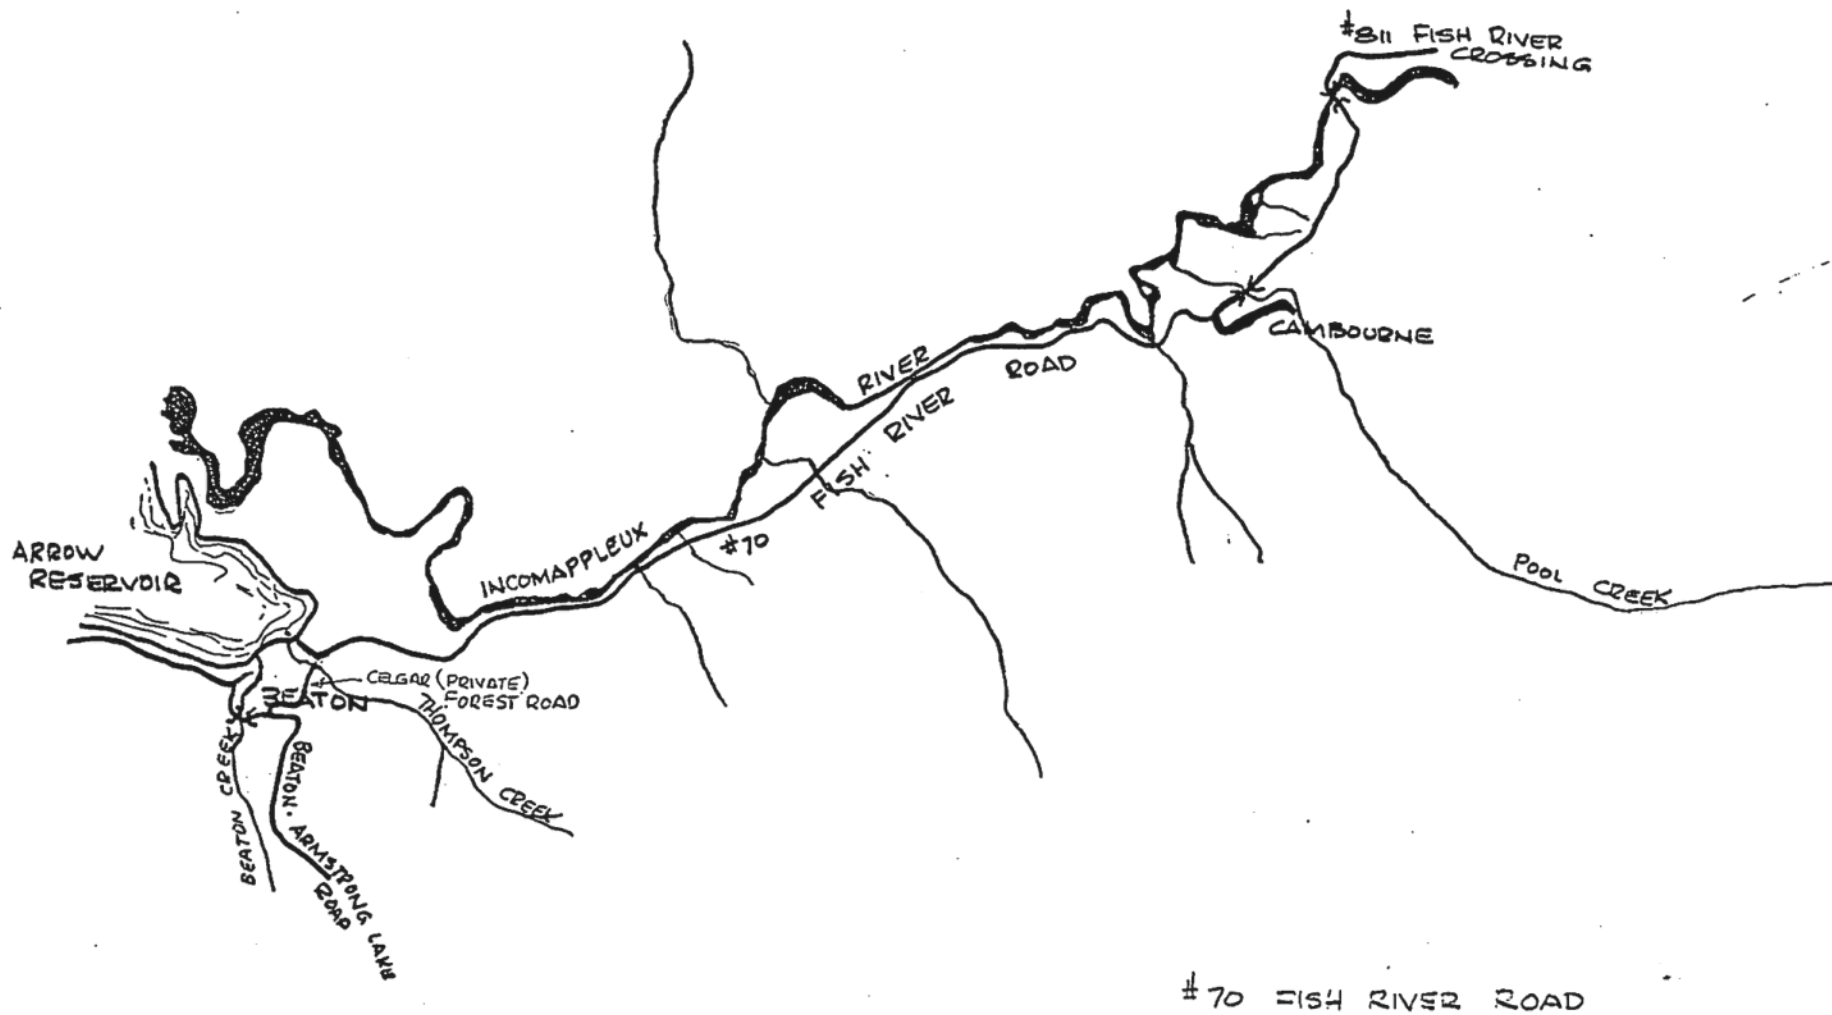 #811 FISH RIVER
CROSSING
CAMBOURNE
RIVER
ROAD
#70 FISH RIVER
INCOMAPPLEUX
ARROW
RESERVOIR
POOL CREEK
CELGAR (PRIVATE)
FOREST ROAD
BEATON
THOMPSON CREEK
BEATON CREEK
BEATON - ARMSTRONG LAKE
ROAD
#70 FISH RIVER ROAD